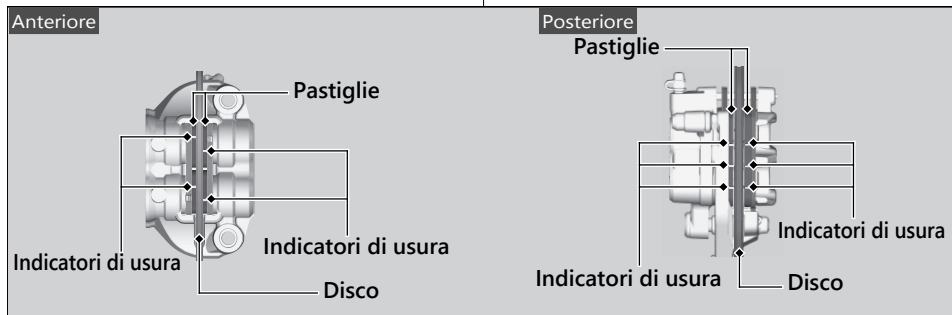 Anteriore
Pastiglie
Indicatori di usura
Indicatori di usura
Disco
Posteriore
Pastiglie
Indicatori di usura
Indicatori di usura
Disco